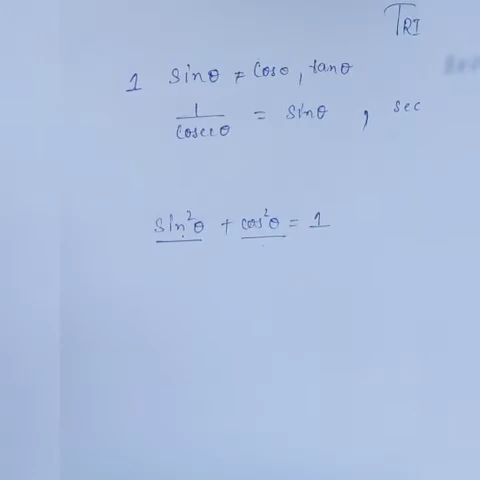 TRI
1 sinθ ≠ cosθ, tanθ
1/cosecθ = sinθ, sec
sin²θ + cos²θ = 1